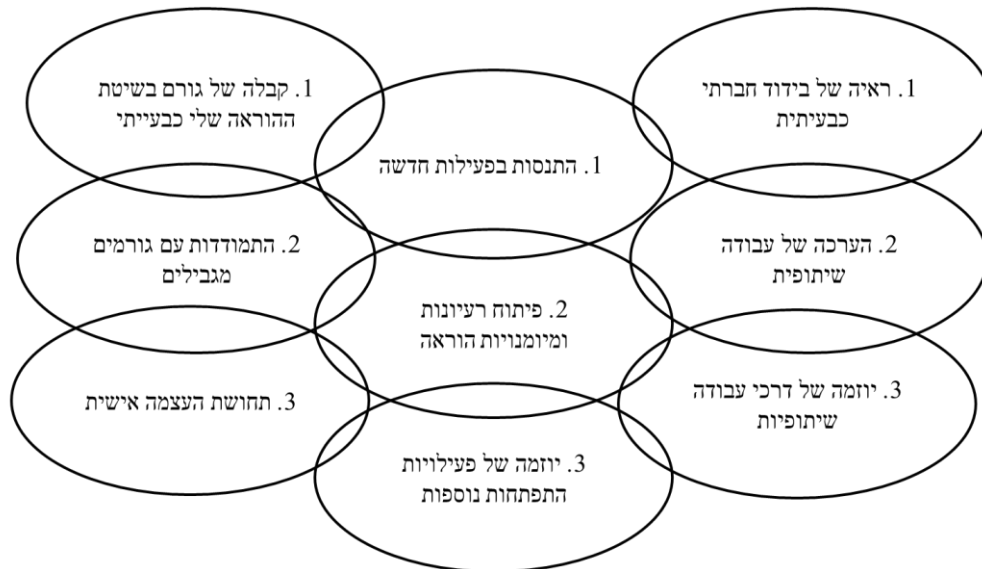 1. ראיה של בידוד חברתי
כבעיתית
2. הערכה של עבודה
שיתופית
3. יוזמה של דרכי עבודה
שיתופיות
1. התנסות בפעילות חדשה
2. פיתוח רעיונות
ומיומנויות הוראה
3. יוזמה של פעילויות
התפתחות נוספות
1. קבלה של גורם בשיטת
ההוראה שלי כבעייתי
2. התמודדות עם גורמים
מגבילים
3. תחושת העצמה אישית